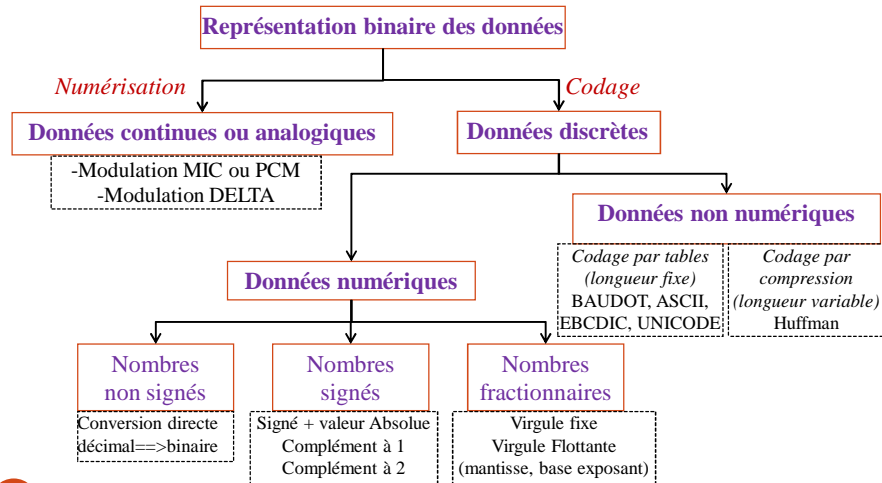 Représentation binaire des données
Numérisation
Codage
Données continues ou analogiques
-Modulation MIC ou PCM
-Modulation DELTA
Données discrètes
Données numériques
Données non numériques
Codage par tables
(longueur fixe)
BAUDOT, ASCII,
EBCDIC, UNICODE
Codage par
compression
(longueur variable)
Huffman
Nombres
non signés
Conversion directe
décimal==>binaire
Nombres
signés
Signé + valeur Absolue
Complément à 1
Complément à 2
Nombres
fractionnaires
Virgule fixe
Virgule Flottante
(mantisse, base exposant)